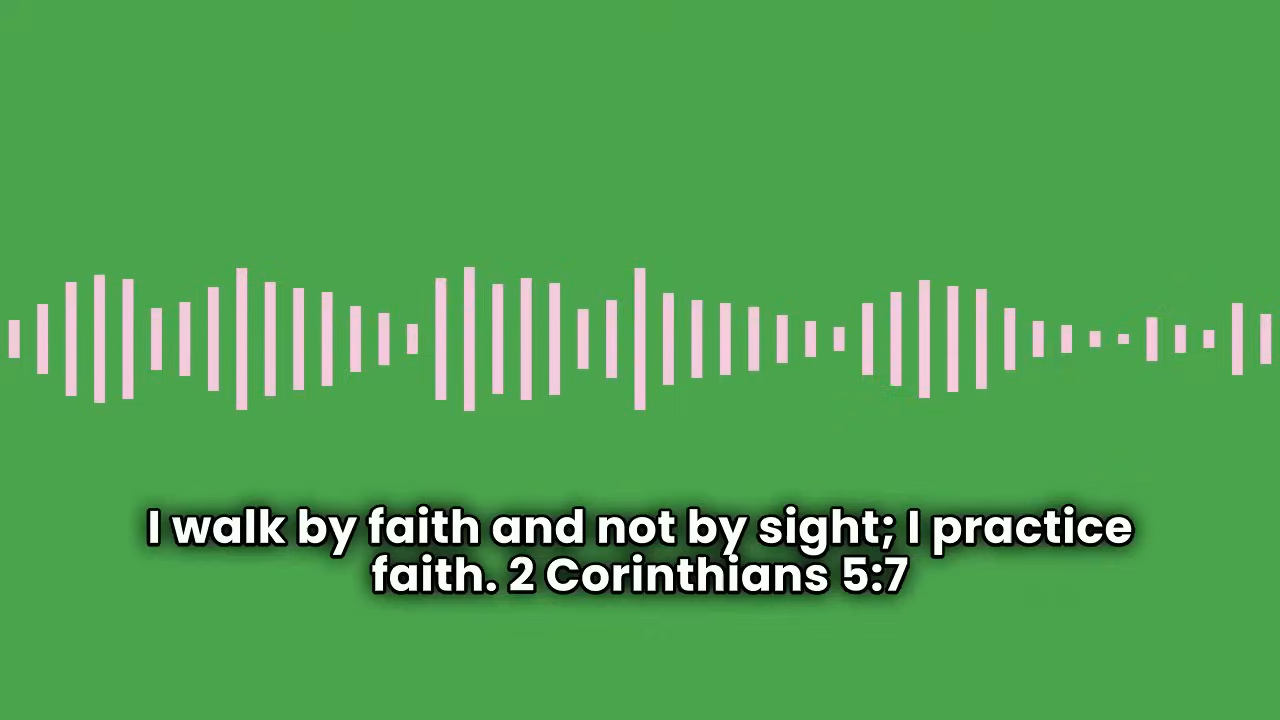 I walk by faith and not by sight; I practice
faith. 2 Corinthians 5:7